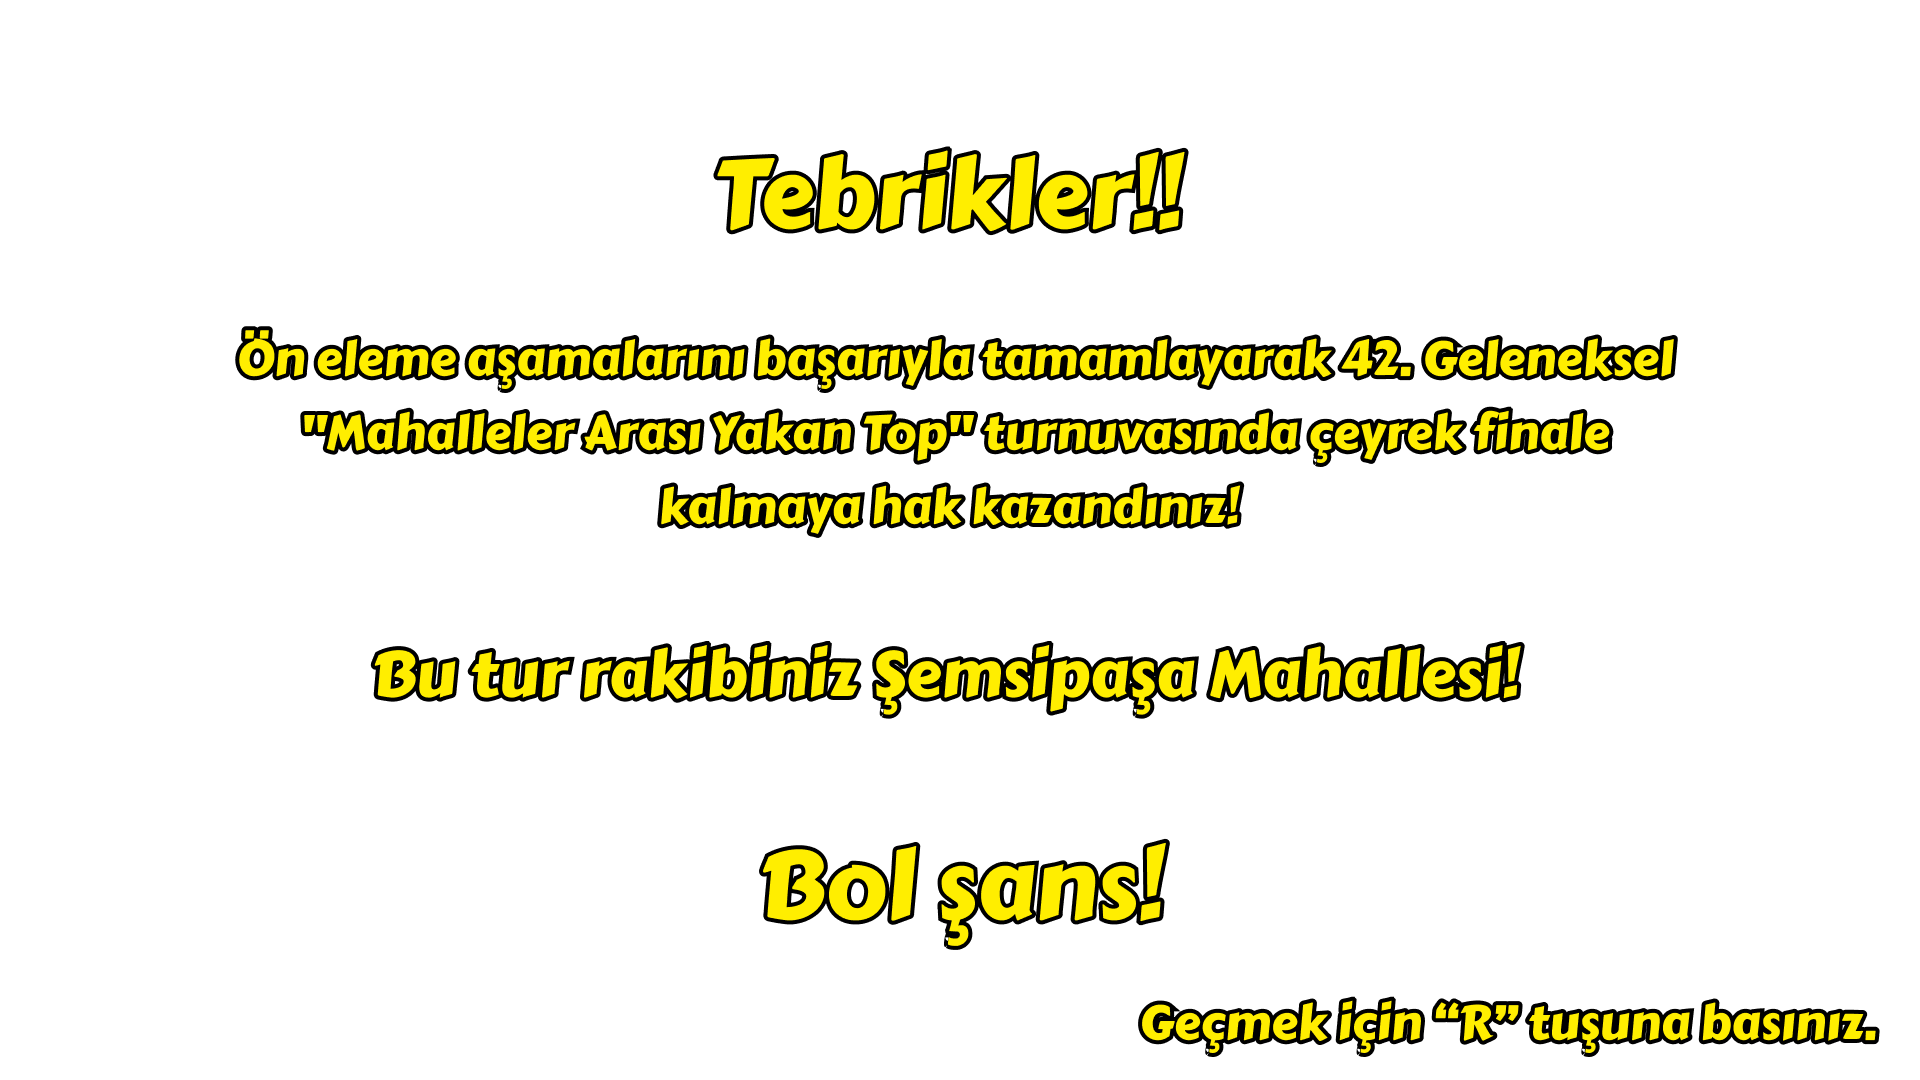 Tebrikler!!
Ön eleme aşamalarını başarıyla tamamlayarak 42. Geleneksel
"Mahalleler Arası Yakan Top" turnuvasında çeyrek finale
kalmaya hak kazandınız!
Bu tur rakibiniz Şemsipaşa Mahallesi!
Bol şans!
Geçmek için “R” tuşuna basınız.